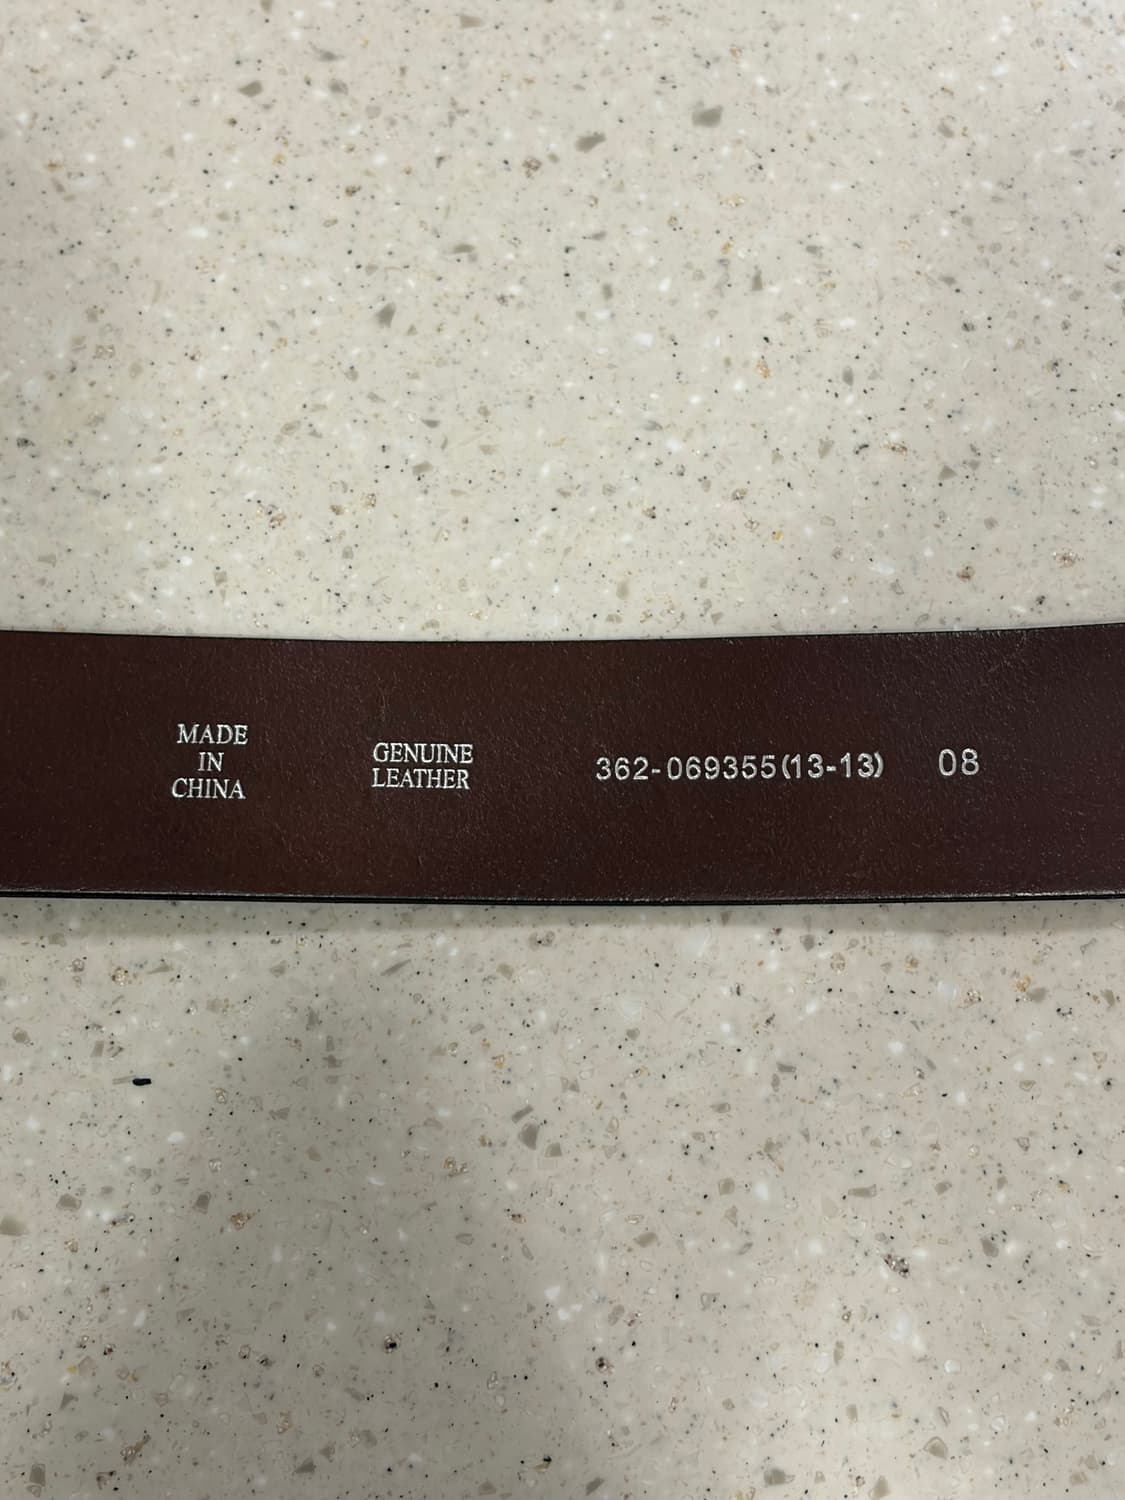 MADE
IN
CHINA
GENUINE
LEATHER
362-069355(13-13) 08